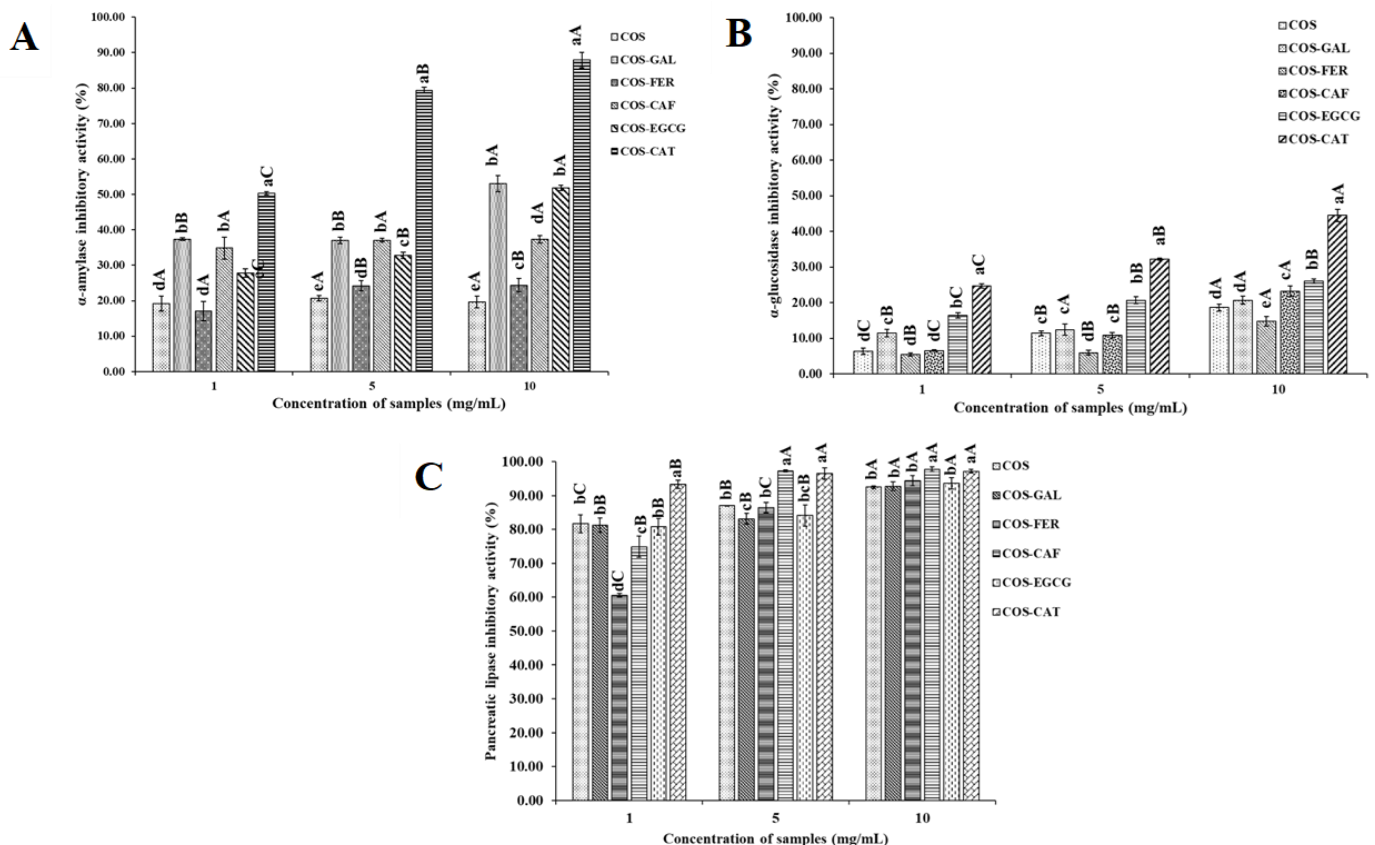 A
α-amylase inhibitory activity (%)
100.00
90.00
80.00
70.00
60.00
50.00
40.00
30.00
20.00
10.00
0.00
dA bB dA bA cC aC
eA bB dB bA cB aB
eA bA cB dA bA aA
1 5 10
Concentration of samples (mg/mL)
COS
COS-GAL
COS-FER
COS-CAF
COS-EGCG
COS-CAT
B
α-glucosidase inhibitory activity (%)
100.00
90.00
80.00
70.00
60.00
50.00
40.00
30.00
20.00
10.00
0.00
dC cB dB dC bC aC
cB cA dB cB bB aB
dA dA eA cA bB aA
1 5 10
Concentration of samples (mg/mL)
COS
COS-GAL
COS-FER
COS-CAF
COS-EGCG
COS-CAT
C
Pancreatic lipase inhibitory activity (%)
100.00
90.00
80.00
70.00
60.00
50.00
40.00
30.00
20.00
10.00
0.00
bC bB dC cB bB aB
bB cB bC aA bcB aA
bA bA bA aA bA aA
1 5 10
Concentration of samples (mg/mL)
COS
COS-GAL
COS-FER
COS-CAF
COS-EGCG
COS-CAT